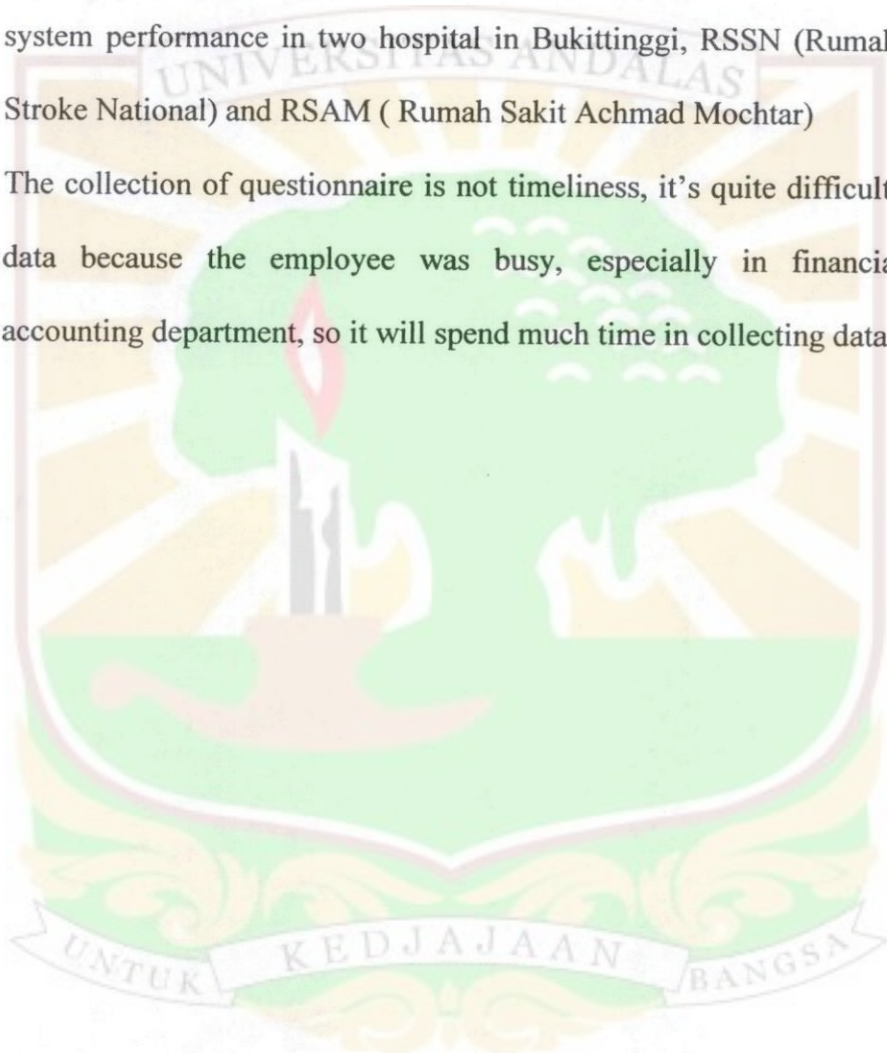 system performance in two hospital in Bukittinggi, RSSN (Rumah
UNIVERSITAS ANDALAS
Stroke National) and RSAM ( Rumah Sakit Achmad Mochtar)
The collection of questionnaire is not timeliness, it's quite difficult
data because the employee was busy, especially in financia
accounting department, so it will spend much time in collecting data
UNTUK KEDJAJAAN BANGSA